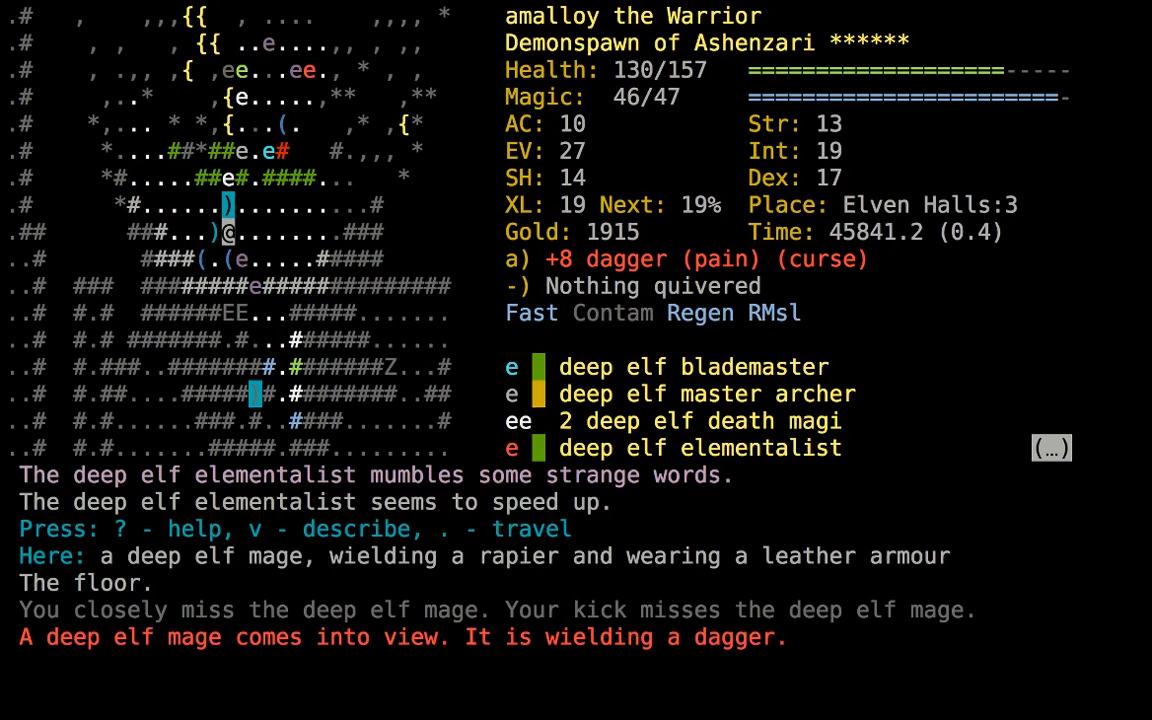 .#    ,    ,,,{{  , ....    ,,,, *    amalloy the Warrior
.#     , ,   , {{ ..e....,, , ,,    Demonspawn of Ashenzari ******
.#     , .,, ,{ ,ee...ee., * , ,    Health: 130/157    ===================-----
.#      ,..*     ,{e.....,**   ,**    Magic:  46/47    =======================-
.#     *,... * *,{...(.   ,* ,{*    AC: 10    Str: 13
.#      *....##*##e.e#   #.,,, *    EV: 27    Int: 19
.#      *#.....##e#.####...   *    SH: 14    Dex: 17
.#       *#......)..........#    XL: 19 Next: 19%    Place: Elven Halls:3
.##      ###...)@........###    Gold: 1915    Time: 45841.2 (0.4)
..#       ####(.(e.....####    a) +8 dagger (pain) (curse)
..#  ###  ########e##############    -) Nothing quivered
..#  #.#  ######EE...#####.......    Fast Contam Regen RMsl
..#  #.# #######.#...#.........
..#  #.###..#######.#.#######Z...#    e deep elf blademaster
..#  #.##....#####)#.#########..##    e deep elf master archer
..#  #......###.#..####.........#    ee 2 deep elf death magi
..#  ###......#####.###.........    e deep elf elementalist    (…)
The deep elf elementalist mumbles some strange words.
The deep elf elementalist seems to speed up.
Press: ? - help, v - describe, . - travel
Here: a deep elf mage, wielding a rapier and wearing a leather armour
The floor.
You closely miss the deep elf mage. Your kick misses the deep elf mage.
A deep elf mage comes into view. It is wielding a dagger.